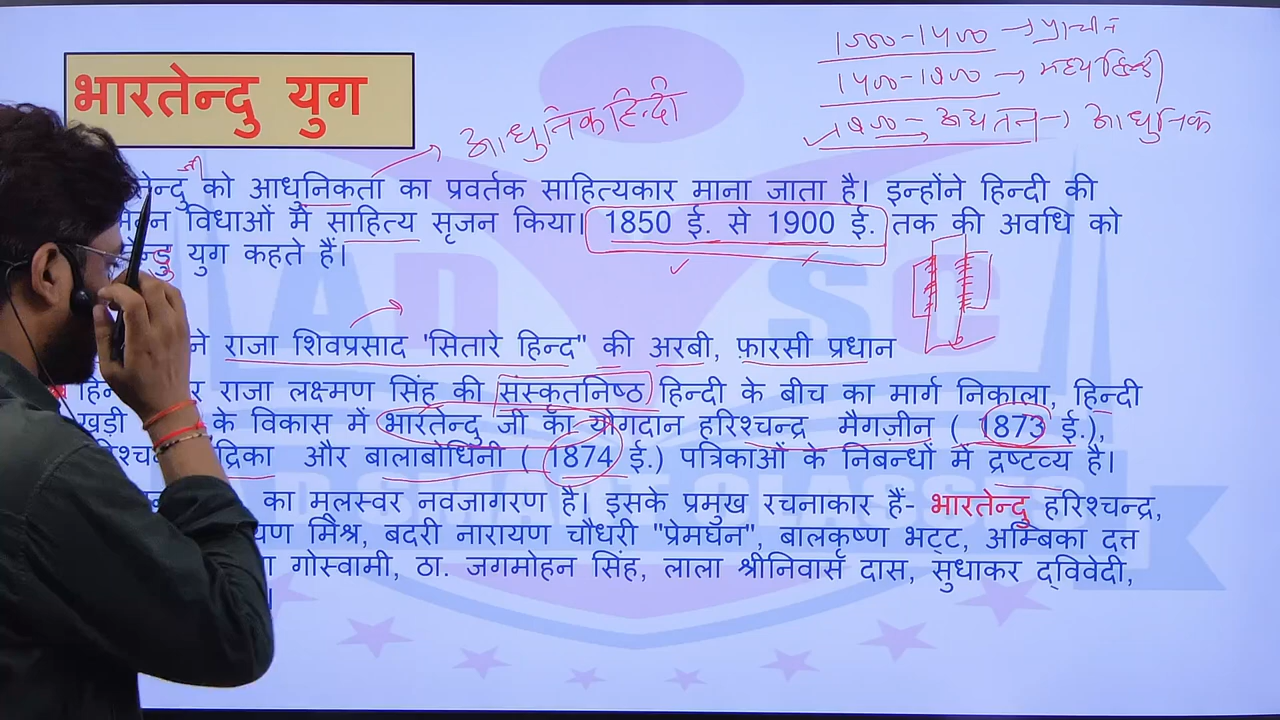 1000-1400 → प्राचीन
1400-1900 → मध्यहिन्दी
1900 - अद्यतन → आधुनिक
भारतेन्दु युग
आधुनिक हिन्दी
जी
को आधुनिकता का प्रवर्तक साहित्यकार माना जाता है। इन्होंने हिन्दी की
विधाओं में साहित्य सृजन किया। 1850 ई. से 1900 ई. तक की अवधि को
युग कहते हैं।
ने राजा शिवप्रसाद 'सितारे हिन्द" की अरबी, फ़ारसी प्रधान
राजा लक्ष्मण सिंह की संस्कृतनिष्ठ हिन्दी के बीच का मार्ग निकाला, हिन्दी
खड़ी के विकास में भारतेन्दु जी का योगदान हरिश्चन्द्र मैगज़ीन ( 1873 ई.),
और बालाबोधिनी ( 1874 ई.) पत्रिकाओं के निबन्धों में द्रष्टव्य है।
का मूलस्वर नवजागरण है। इसके प्रमुख रचनाकार हैं- भारतेन्दु हरिश्चन्द्र,
मिश्र, बदरी नारायण चौधरी "प्रेमघन", बालकृष्ण भट्ट, अम्बिका दत्त
गोस्वामी, ठा. जगमोहन सिंह, लाला श्रीनिवास दास, सुधाकर द्विवेदी,